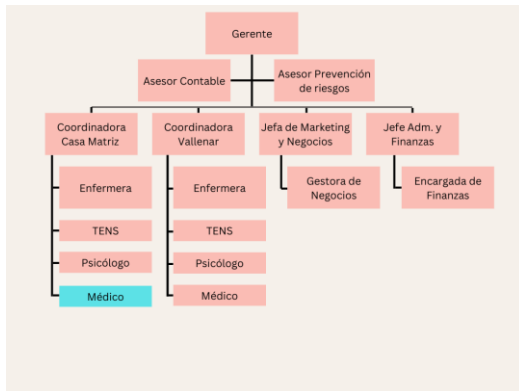 Gerente
Asesor Contable
Asesor Prevención
de riesgos
Coordinadora
Casa Matriz
Coordinadora
Vallenar
Jefa de Marketing
y Negocios
Jefe Adm. y
Finanzas
Enfermera
Enfermera
Gestora de
Negocios
Encargada de
Finanzas
TENS
TENS
Psicólogo
Psicólogo
Médico
Médico